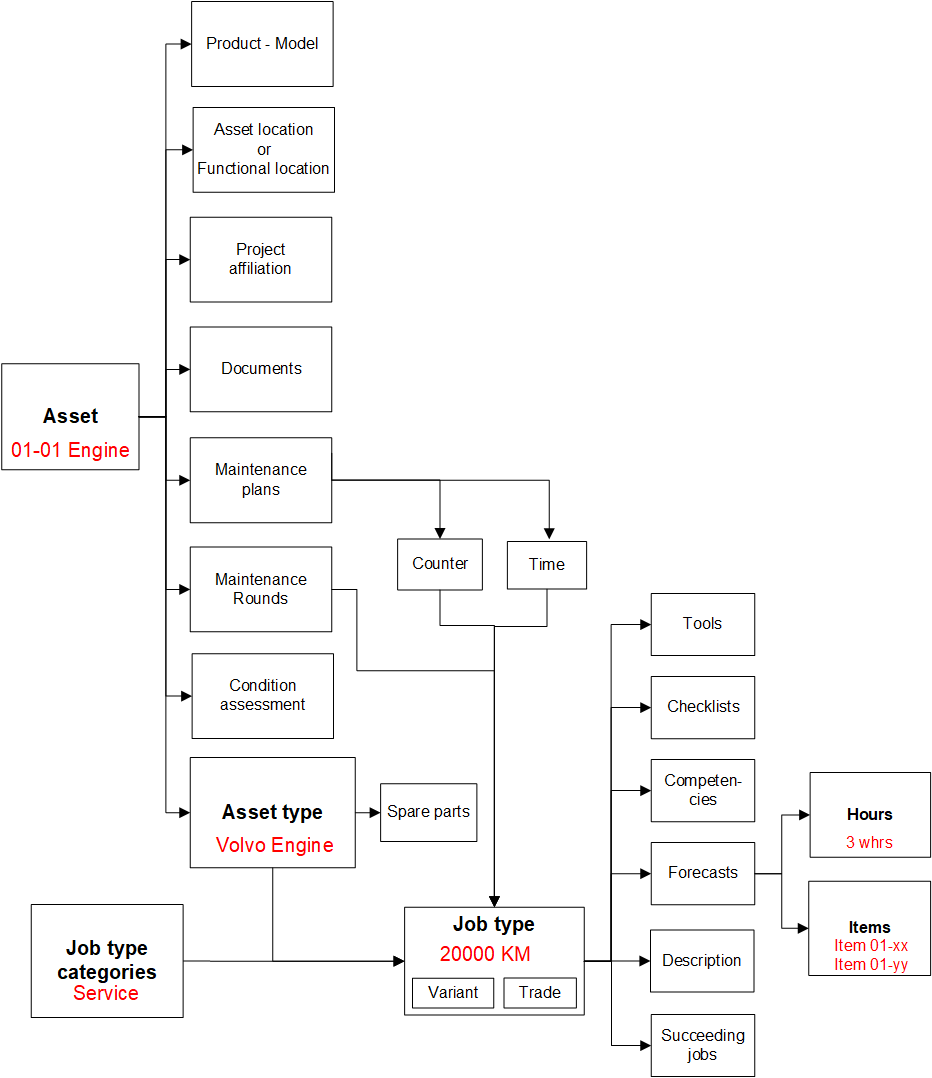 Product - Model
Asset location
or
Functional location
Project
affiliation
Documents
Asset
01-01 Engine
Maintenance
plans
Counter
Time
Maintenance
Rounds
Tools
Condition
assessment
Checklists
Competen-
cies
Asset type
Volvo Engine
Spare parts
Hours
3 whrs
Forecasts
Items
Item 01-xx
Item 01-yy
Job type
categories
Service
Job type
20000 KM
Variant
Trade
Description
Succeeding
jobs